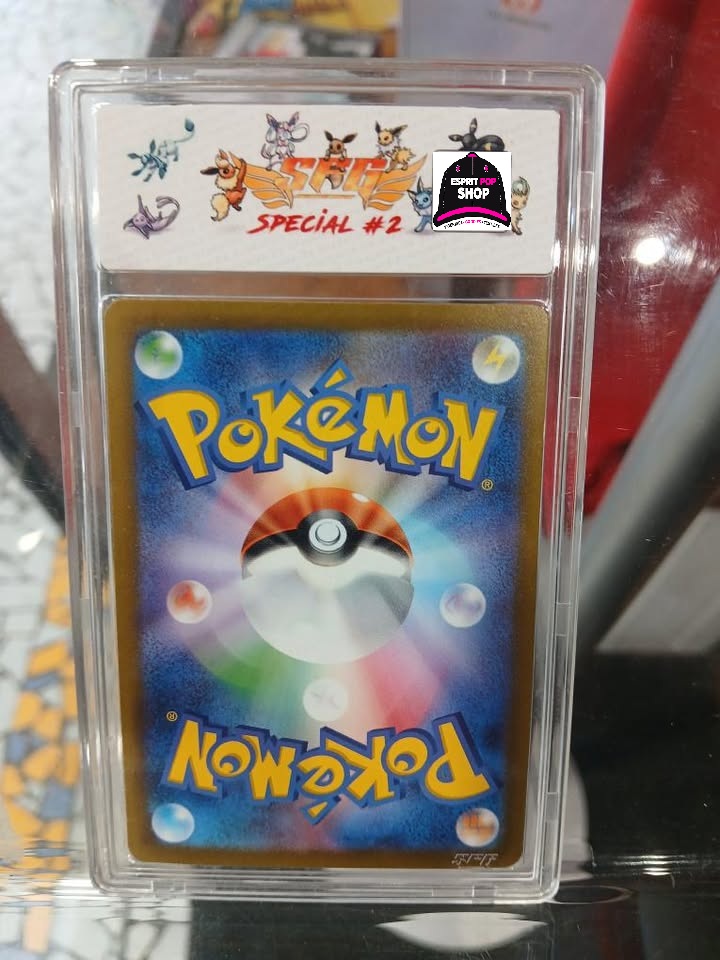 SFG
SPECIAL #2
ESPRIT POP
SHOP
POKéMON
®
POKéMON
®